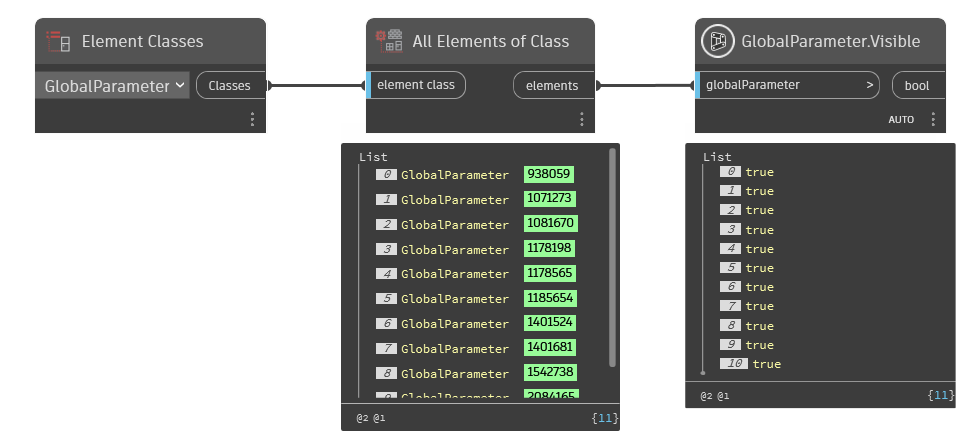 Element Classes
GlobalParameter
Classes
All Elements of Class
element class
elements
GlobalParameter.Visible
globalParameter
>
bool
AUTO
List
0 GlobalParameter 938059
1 GlobalParameter 1071273
2 GlobalParameter 1081670
3 GlobalParameter 1178198
4 GlobalParameter 1178565
5 GlobalParameter 1185654
6 GlobalParameter 1401524
7 GlobalParameter 1401681
8 GlobalParameter 1542738
9 GlobalParameter 2084165
@2 @1
{11}
List
0 true
1 true
2 true
3 true
4 true
5 true
6 true
7 true
8 true
9 true
10 true
@2 @1
{11}